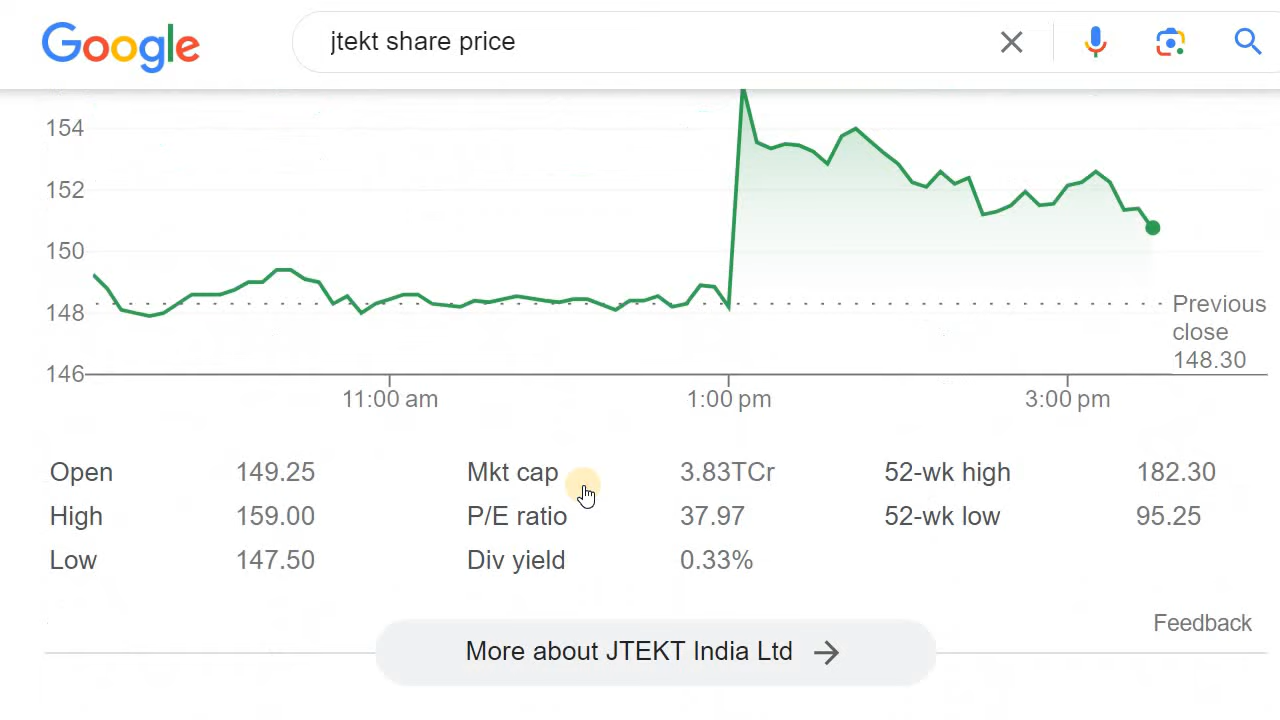 Google
jtekt share price
154
152
150
148
146
Previous
close
148.30
11:00 am 1:00 pm 3:00 pm
Open 149.25 Mkt cap 3.83TCr 52-wk high 182.30
High 159.00 P/E ratio 37.97 52-wk low 95.25
Low 147.50 Div yield 0.33%
Feedback
More about JTEKT India Ltd